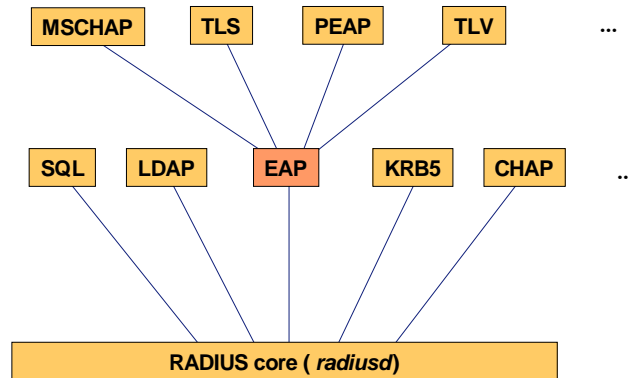 MSCHAP TLS PEAP TLV ...
SQL LDAP EAP KRB5 CHAP ..
RADIUS core ( radiusd)